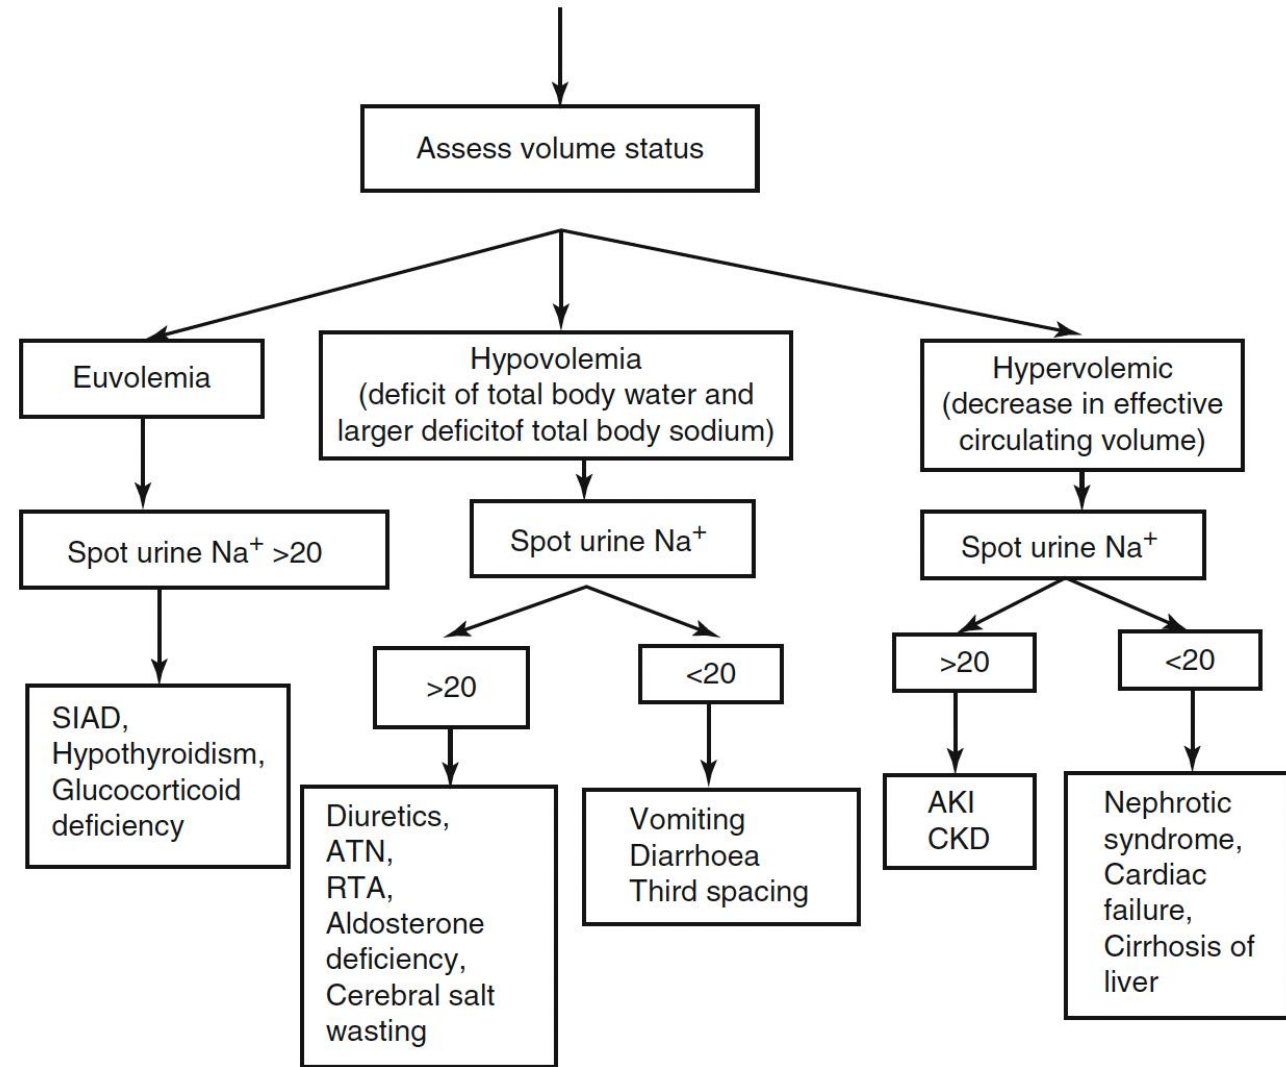 Assess volume status
Euvolemia
Hypovolemia
(deficit of total body water and
larger deficitof total body sodium)
Hypervolemic
(decrease in effective
circulating volume)
Spot urine Na⁺ >20
Spot urine Na⁺
Spot urine Na⁺
>20
<20
>20
<20
SIAD,
Hypothyroidism,
Glucocorticoid
deficiency
Diuretics,
ATN,
RTA,
Aldosterone
deficiency,
Cerebral salt
wasting
Vomiting
Diarrhoea
Third spacing
AKI
CKD
Nephrotic
syndrome,
Cardiac
failure,
Cirrhosis of
liver